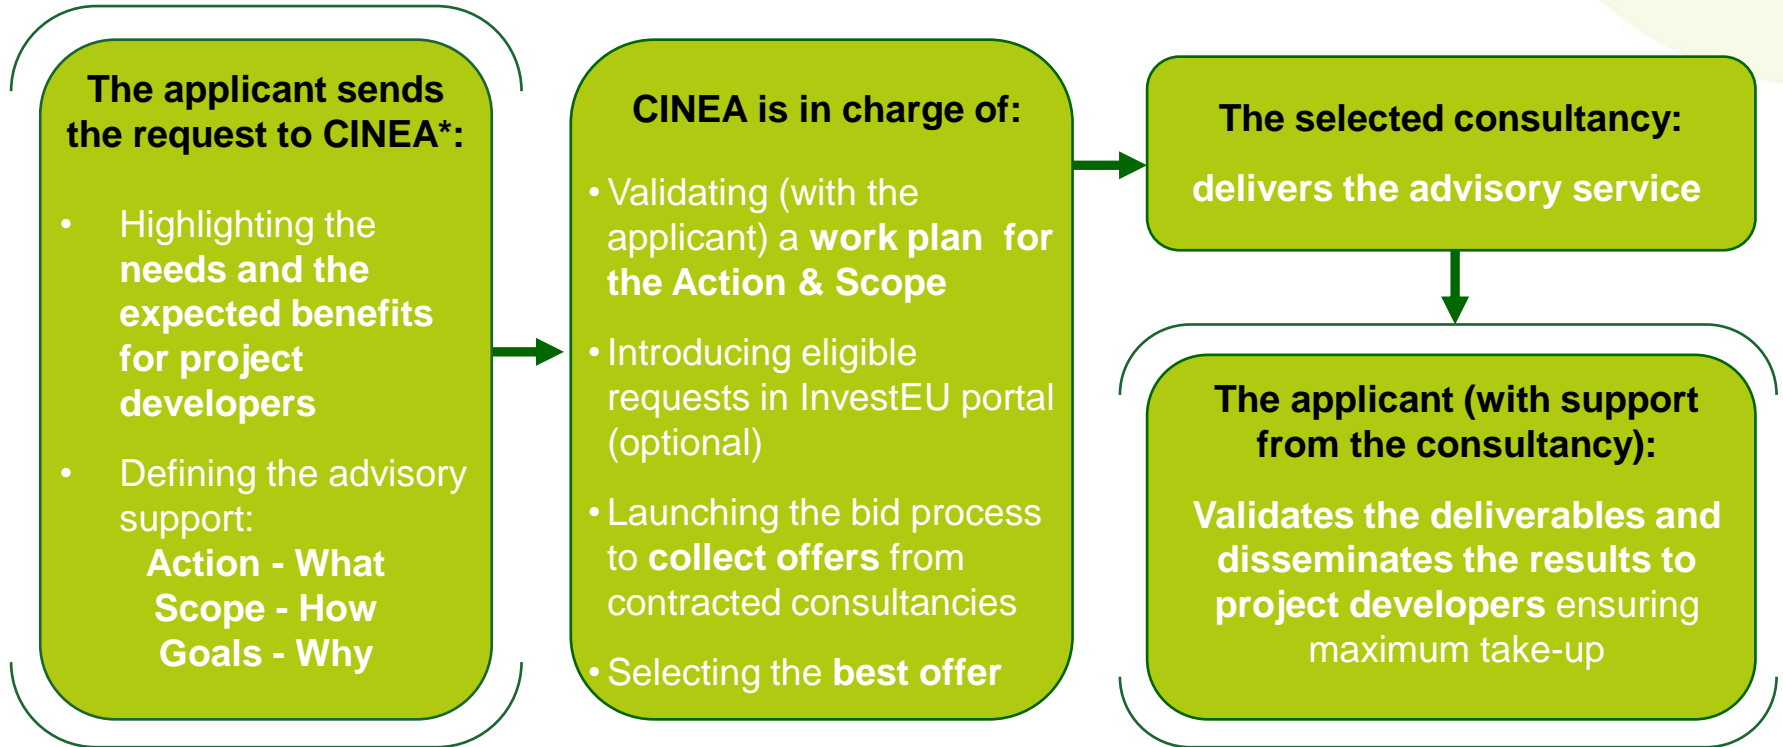 The applicant sends
the request to CINEA*:
• Highlighting the
needs and the
expected benefits
for project
developers
• Defining the advisory
support:
Action - What
Scope - How
Goals - Why
CINEA is in charge of:
• Validating (with the
applicant) a work plan for
the Action & Scope
• Introducing eligible
requests in InvestEU portal
(optional)
• Launching the bid process
to collect offers from
contracted consultancies
• Selecting the best offer
The selected consultancy:
delivers the advisory service
The applicant (with support
from the consultancy):
Validates the deliverables and
disseminates the results to
project developers ensuring
maximum take-up